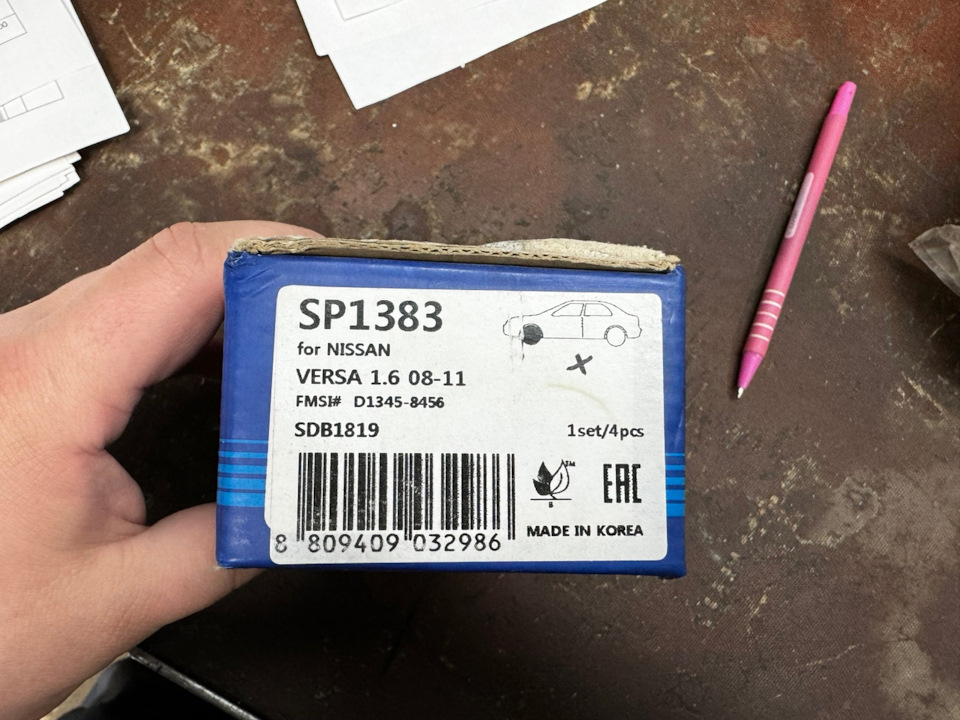 SP1383
for NISSAN
VERSA 1.6 08-11
FMSI# D1345-8456
SDB1819
1set/4pcs
SM
B
EAC
MADE IN KOREA
8 809409 032986